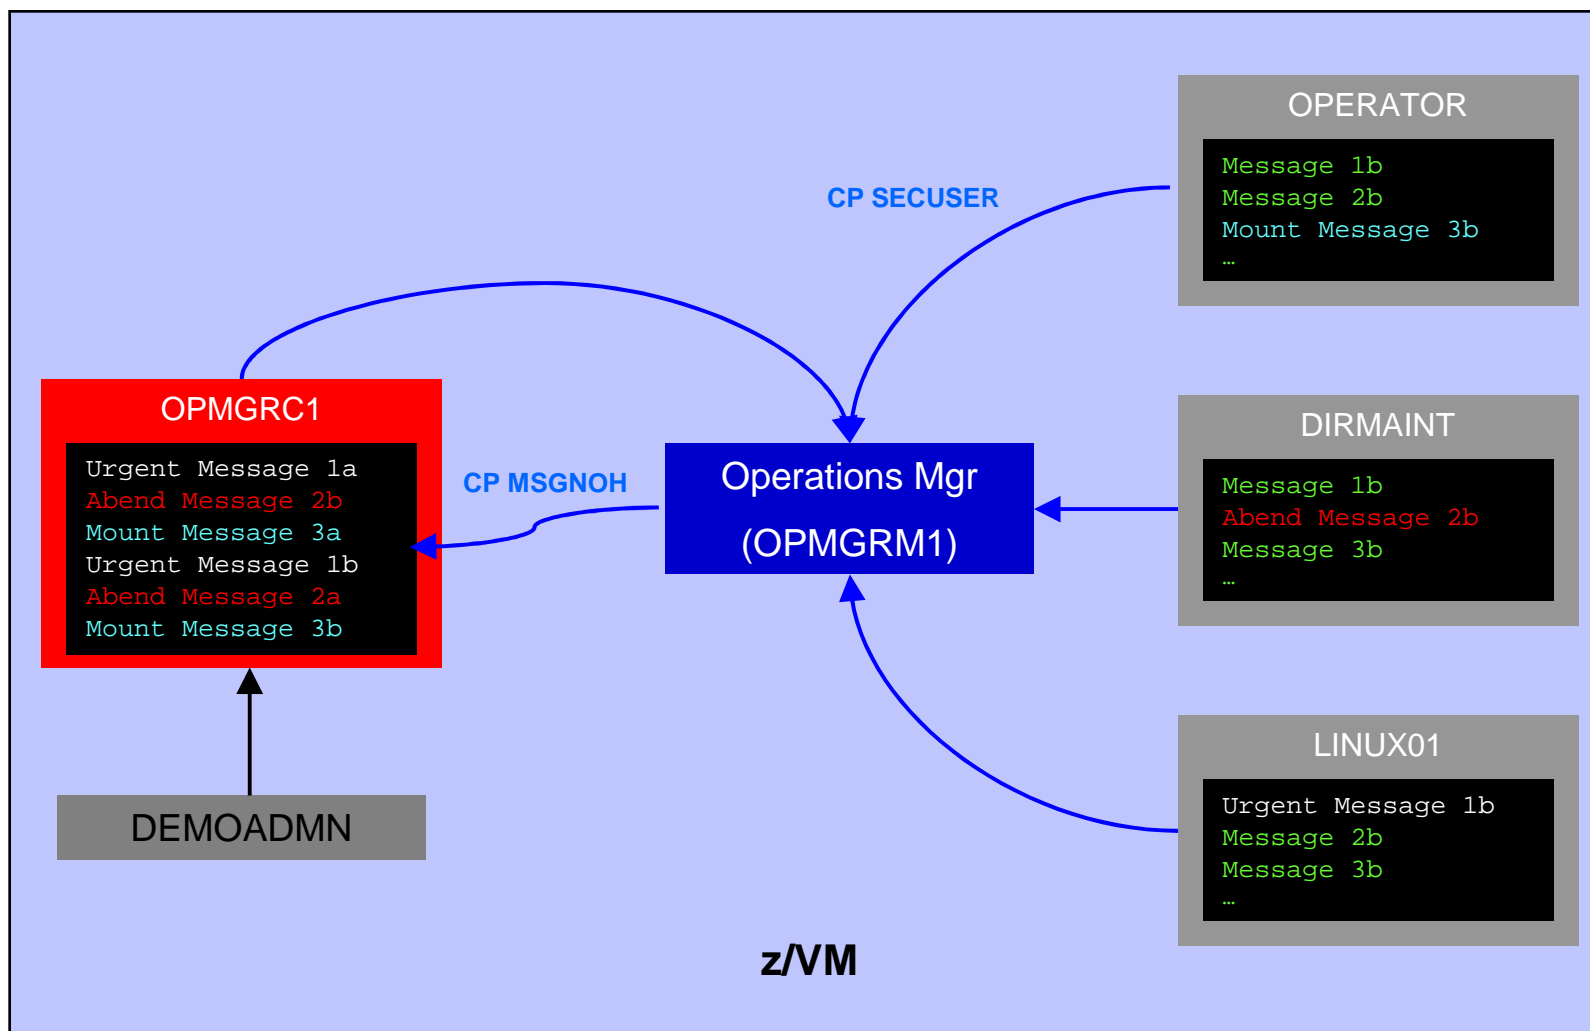 OPERATOR
Message 1b
Message 2b
Mount Message 3b
…
CP SECUSER
OPMGRC1
Urgent Message 1a
Abend Message 2b
Mount Message 3a
Urgent Message 1b
Abend Message 2a
Mount Message 3b
CP MSGNOH
Operations Mgr
(OPMGRM1)
DIRMAINT
Message 1b
Abend Message 2b
Message 3b
…
LINUX01
Urgent Message 1b
Message 2b
Message 3b
…
DEMOADMN
z/VM